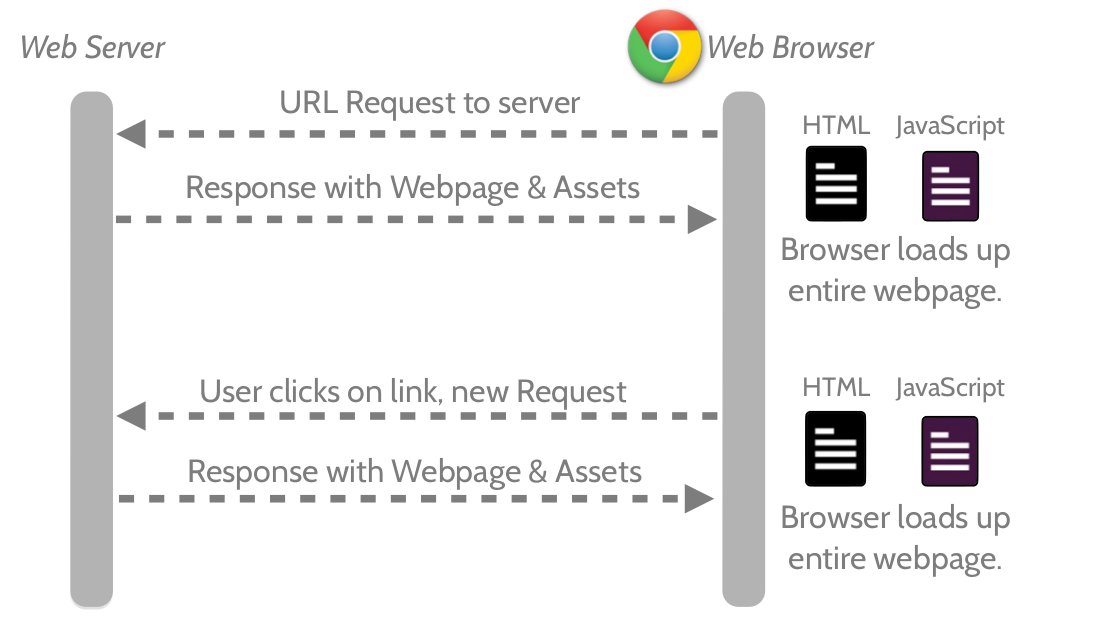 Web Server
Web Browser
URL Request to server
HTML JavaScript
Response with Webpage & Assets
Browser loads up
entire webpage.
User clicks on link, new Request
HTML JavaScript
Response with Webpage & Assets
Browser loads up
entire webpage.